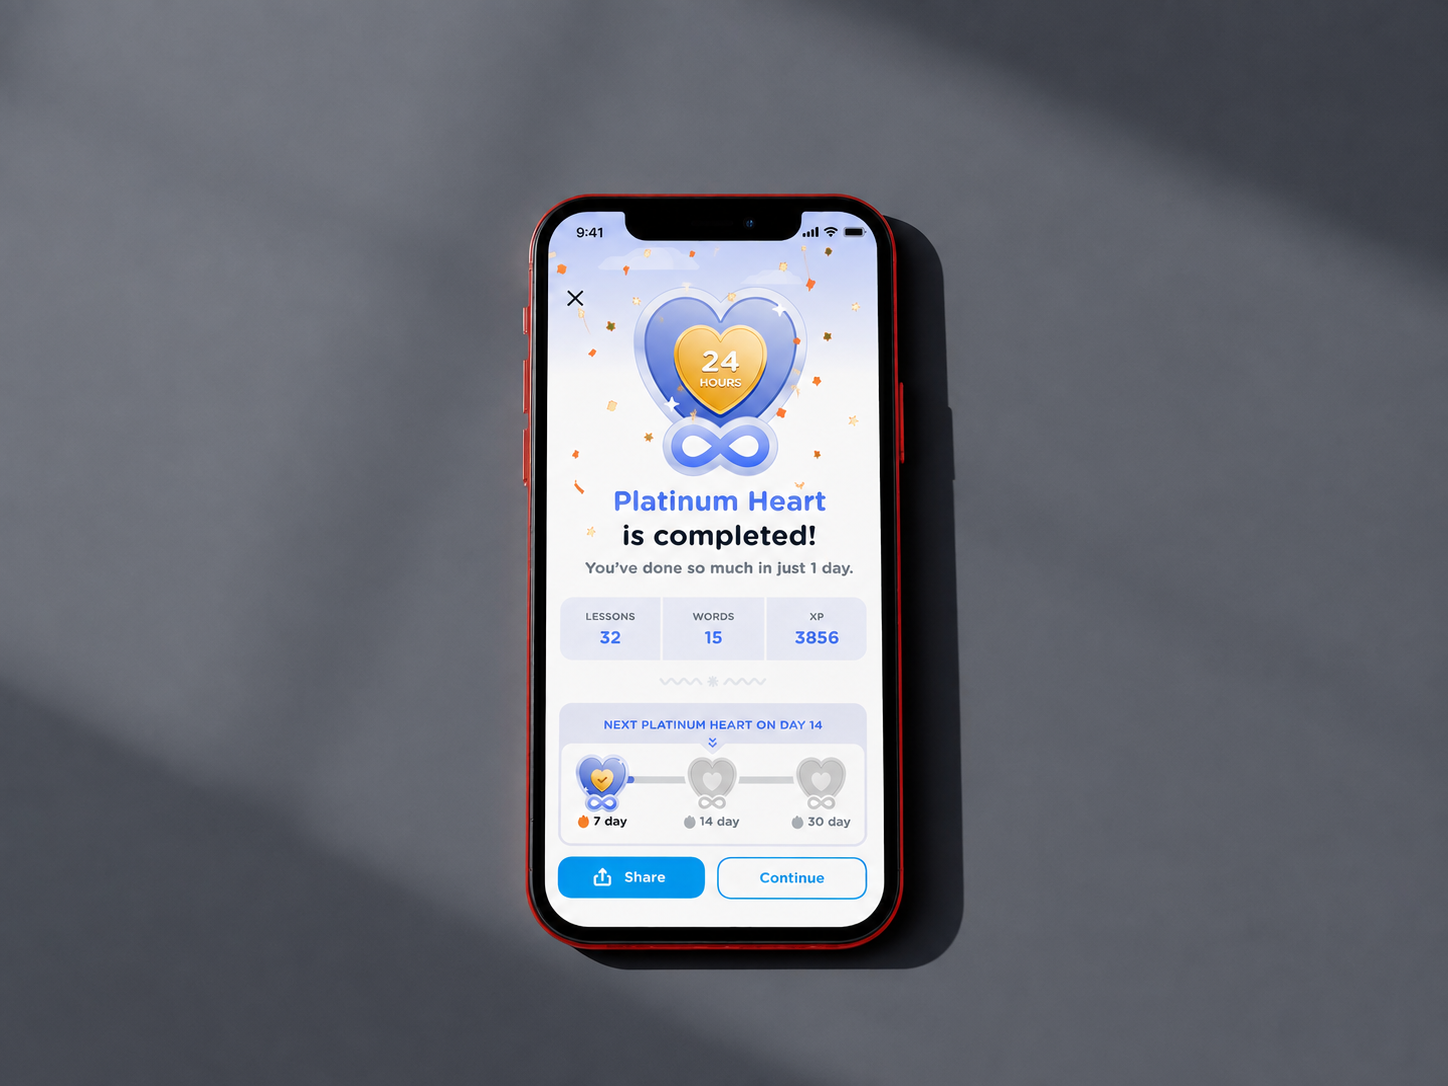 9:41
24
HOURS
Platinum Heart
is completed!
You've done so much in just 1 day.
LESSONS WORDS XP
32 15 3856
NEXT PLATINUM HEART ON DAY 14
7 day 14 day 30 day
Share Continue